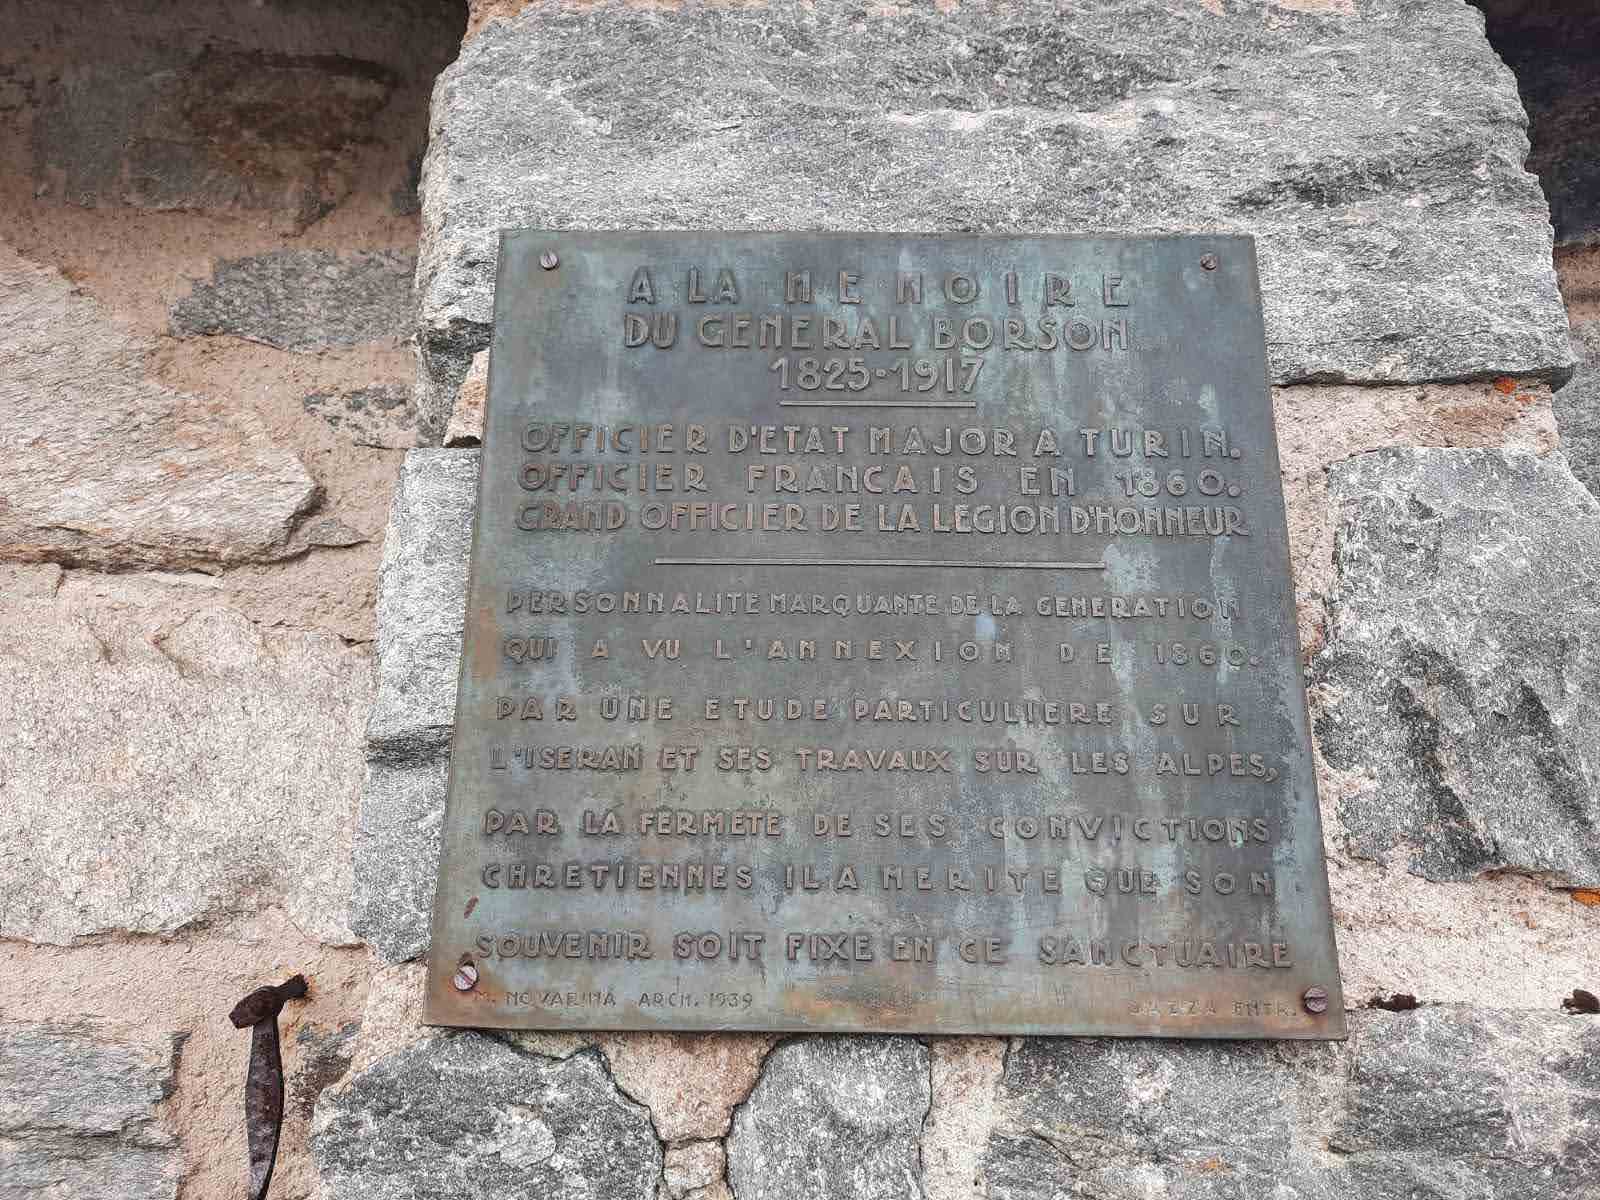 A LA MEMOIRE
DU GENERAL BORSON
1825-1917
OFFICIER D'ETAT MAJOR A TURIN.
OFFICIER FRANCAIS EN 1860.
GRAND OFFICIER DE LA LEGION D'HONNEUR
PERSONNALITE MARQUANTE DE LA GENERATION
QUI A VU L'ANNEXION DE 1860.
PAR UNE ETUDE PARTICULIERE SUR
L'ISERAN ET SES TRAVAUX SUR LES ALPES,
PAR LA FERMETE DE SES CONVICTIONS
CHRETIENNES IL A MERITE QUE SON
SOUVENIR SOIT FIXE EN CE SANCTUAIRE
M. NOVARINA ARCH. 1939
ENTR.